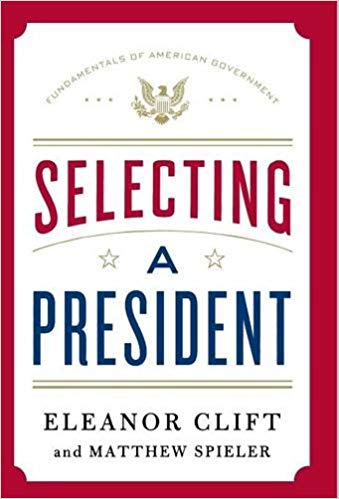 FUNDAMENTALS OF AMERICAN GOVERNMENT
SELECTING
A
PRESIDENT
ELEANOR CLIFT
and MATTHEW SPIELER